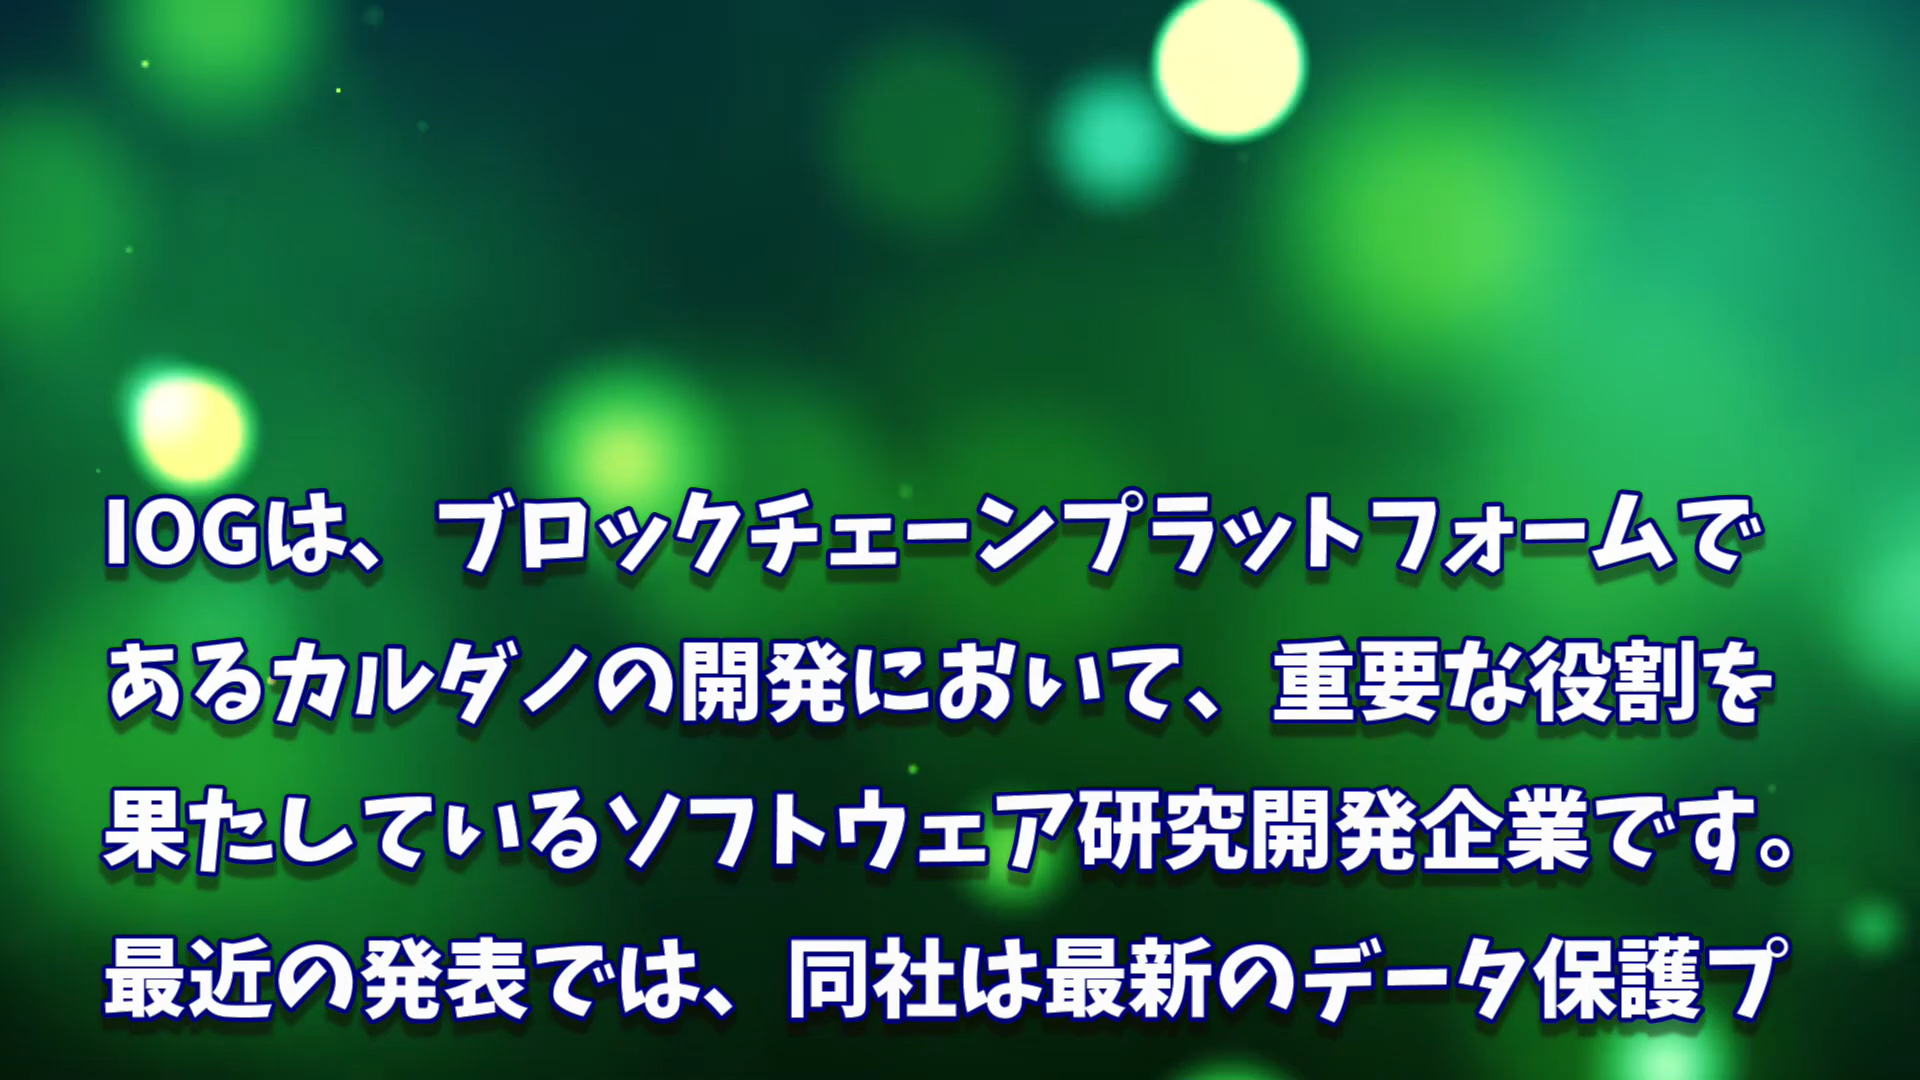 IOGは、ブロックチェーンプラットフォームで
あるカルダノの開発において、重要な役割を
果たしているソフトウェア研究開発企業です。
最近の発表では、同社は最新のデータ保護プ